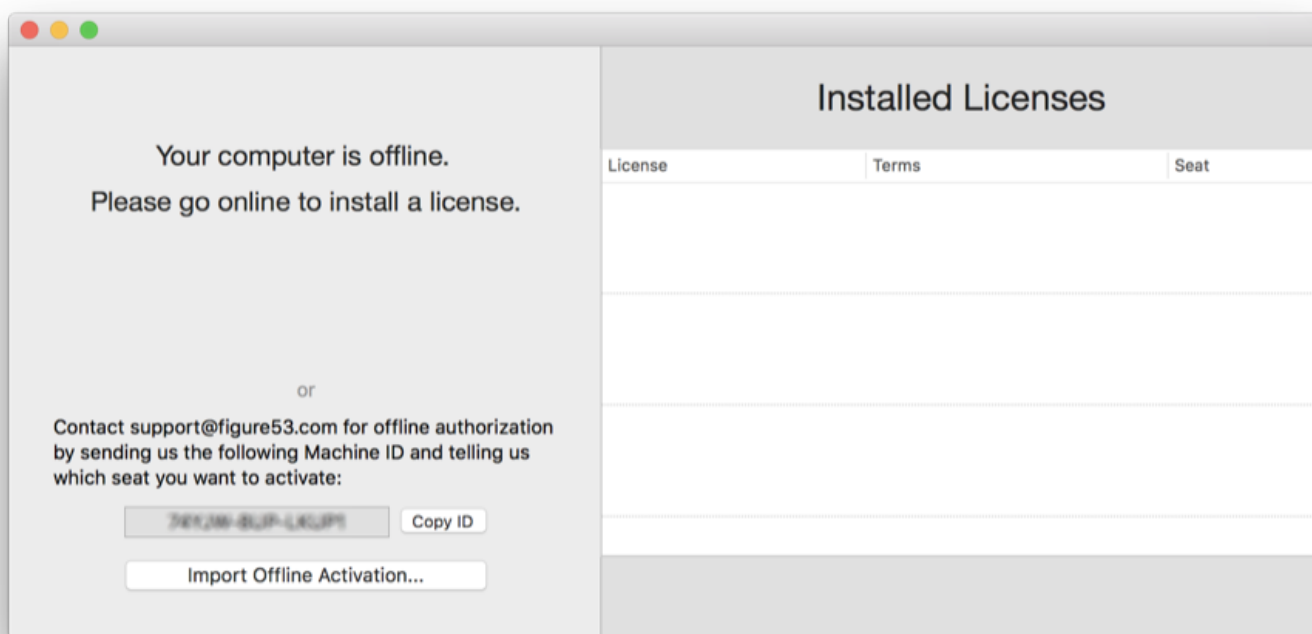 Installed Licenses
Your computer is offline.
Please go online to install a license.
License
Terms
Seat
or
Contact support@figure53.com for offline authorization
by sending us the following Machine ID and telling us
which seat you want to activate:
Copy ID
Import Offline Activation...